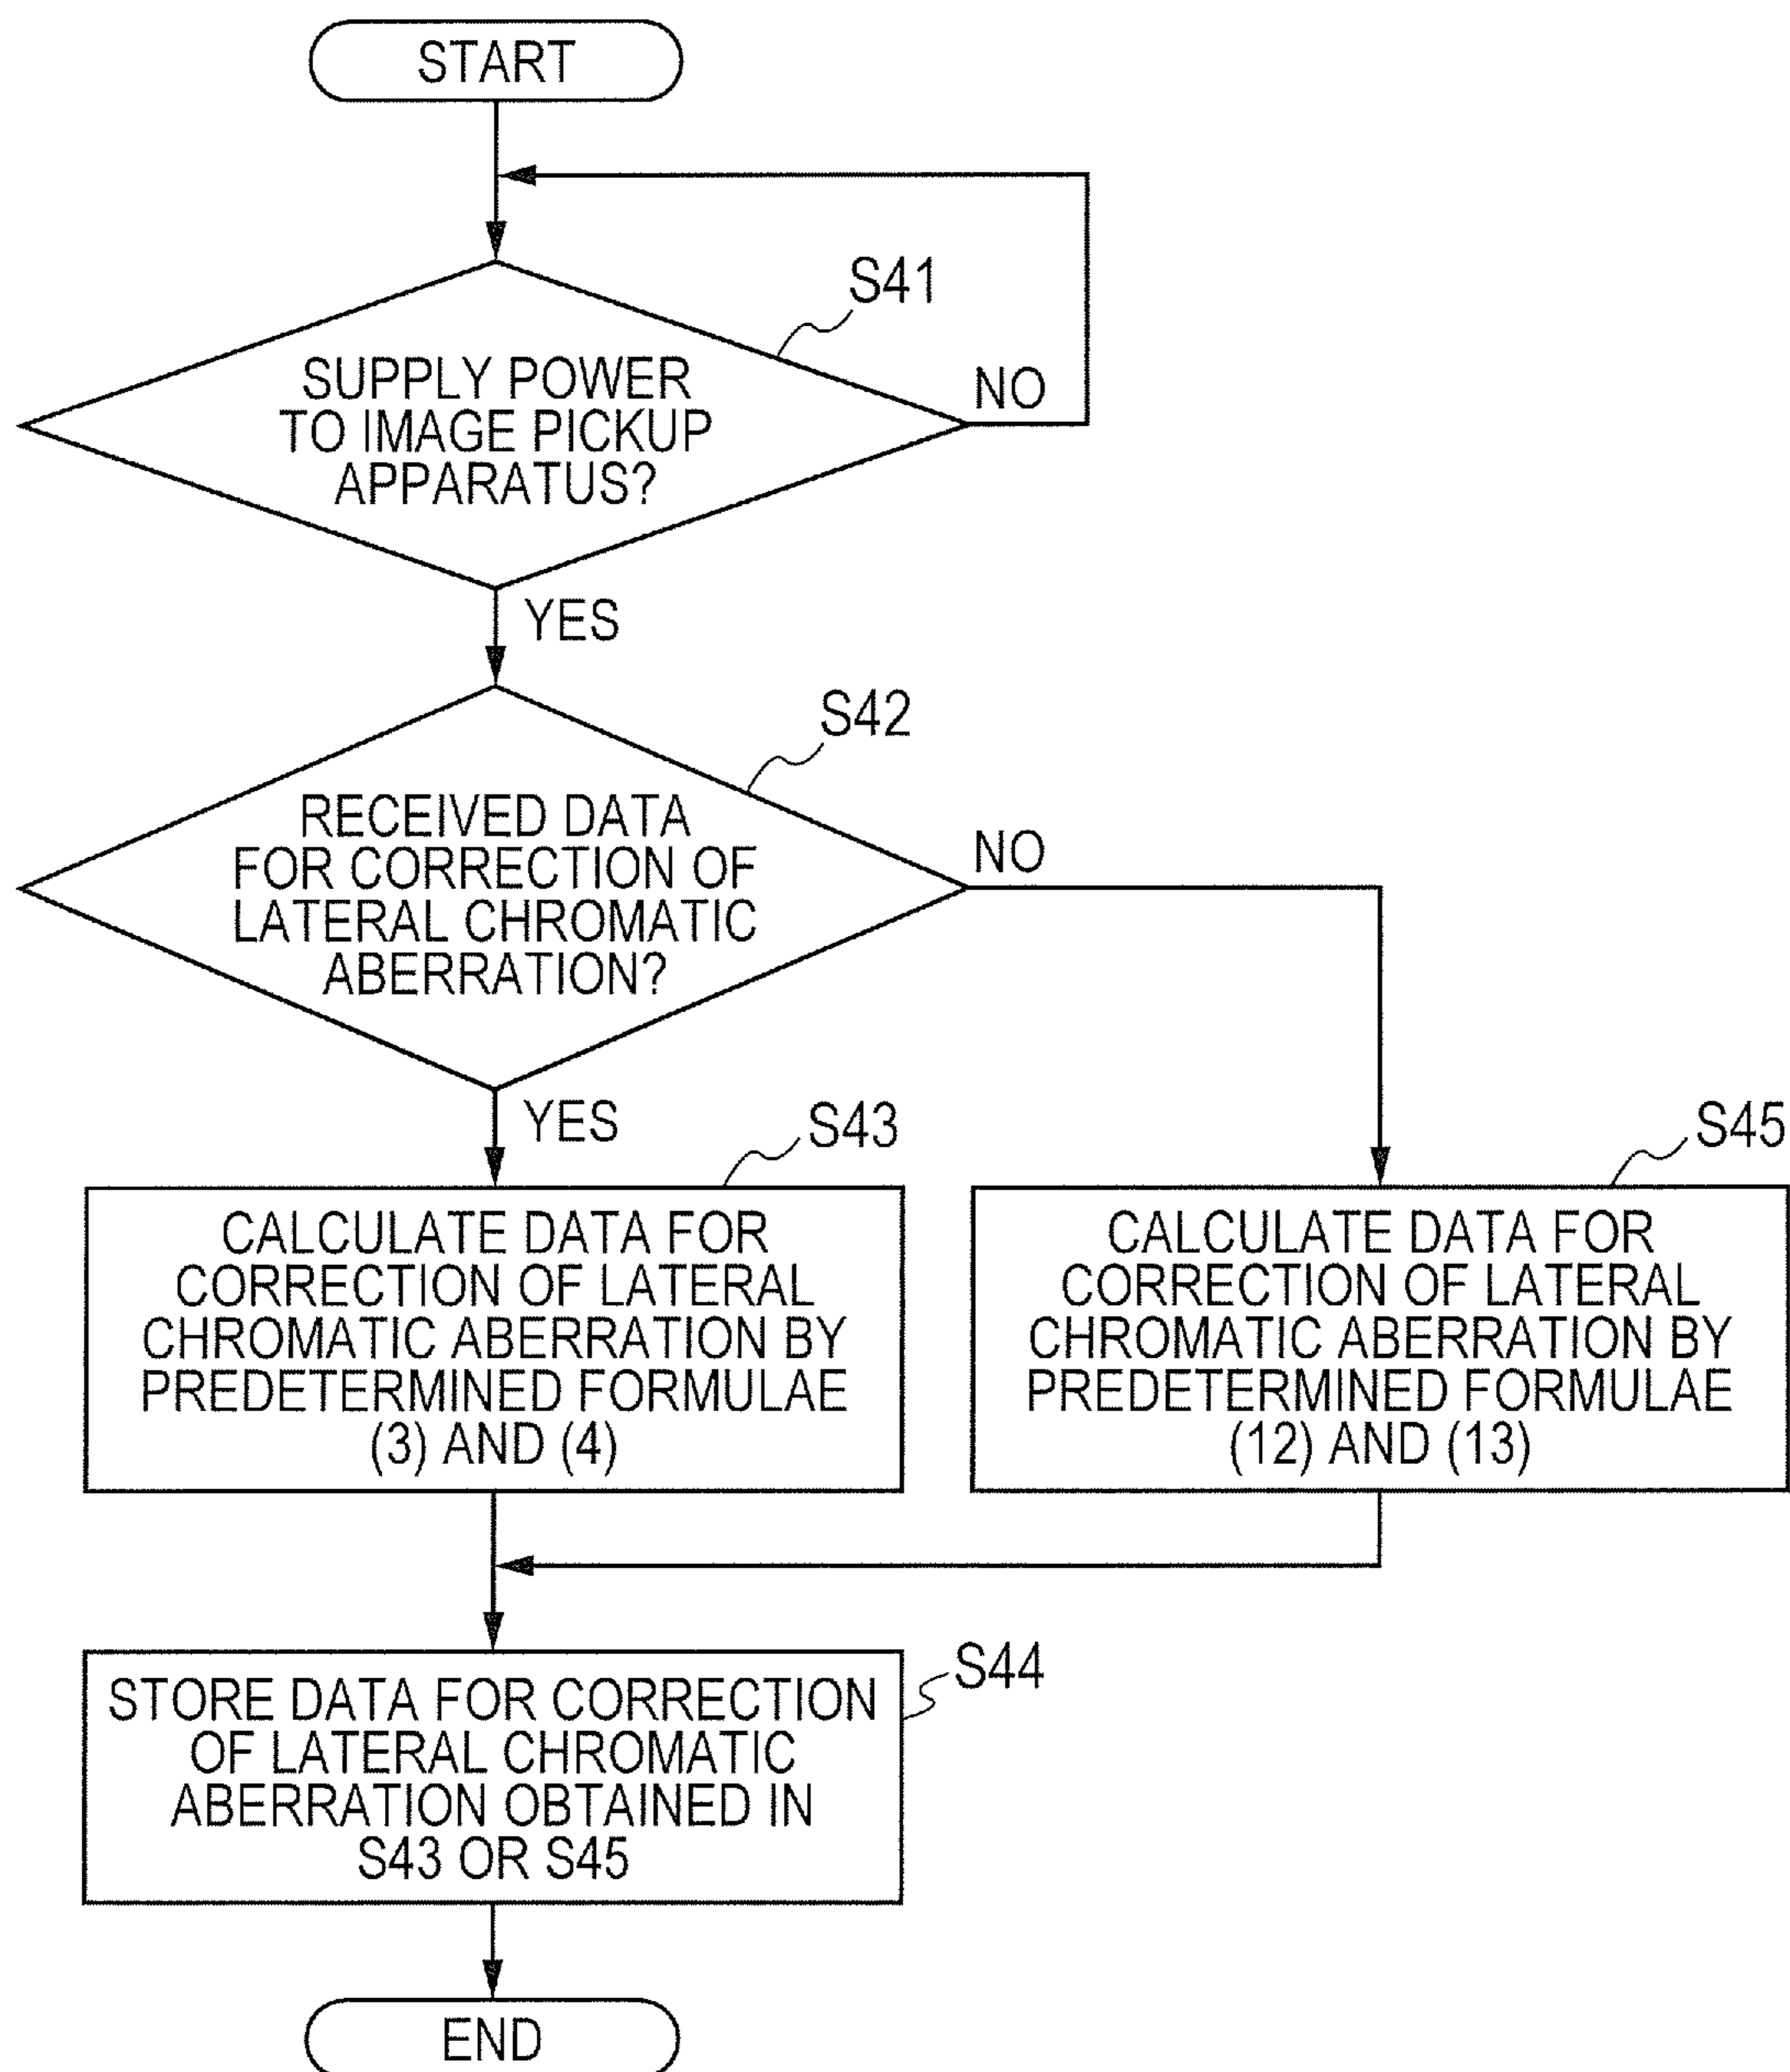 START
S41
SUPPLY POWER
TO IMAGE PICKUP
APPARATUS?
NO
YES
S42
RECEIVED DATA
FOR CORRECTION OF
LATERAL CHROMATIC
ABERRATION?
NO
YES
S43
CALCULATE DATA FOR
CORRECTION OF LATERAL
CHROMATIC ABERRATION BY
PREDETERMINED FORMULAE
(3) AND (4)
S45
CALCULATE DATA FOR
CORRECTION OF LATERAL
CHROMATIC ABERRATION BY
PREDETERMINED FORMULAE
(12) AND (13)
S44
STORE DATA FOR CORRECTION
OF LATERAL CHROMATIC
ABERRATION OBTAINED IN
S43 OR S45
END